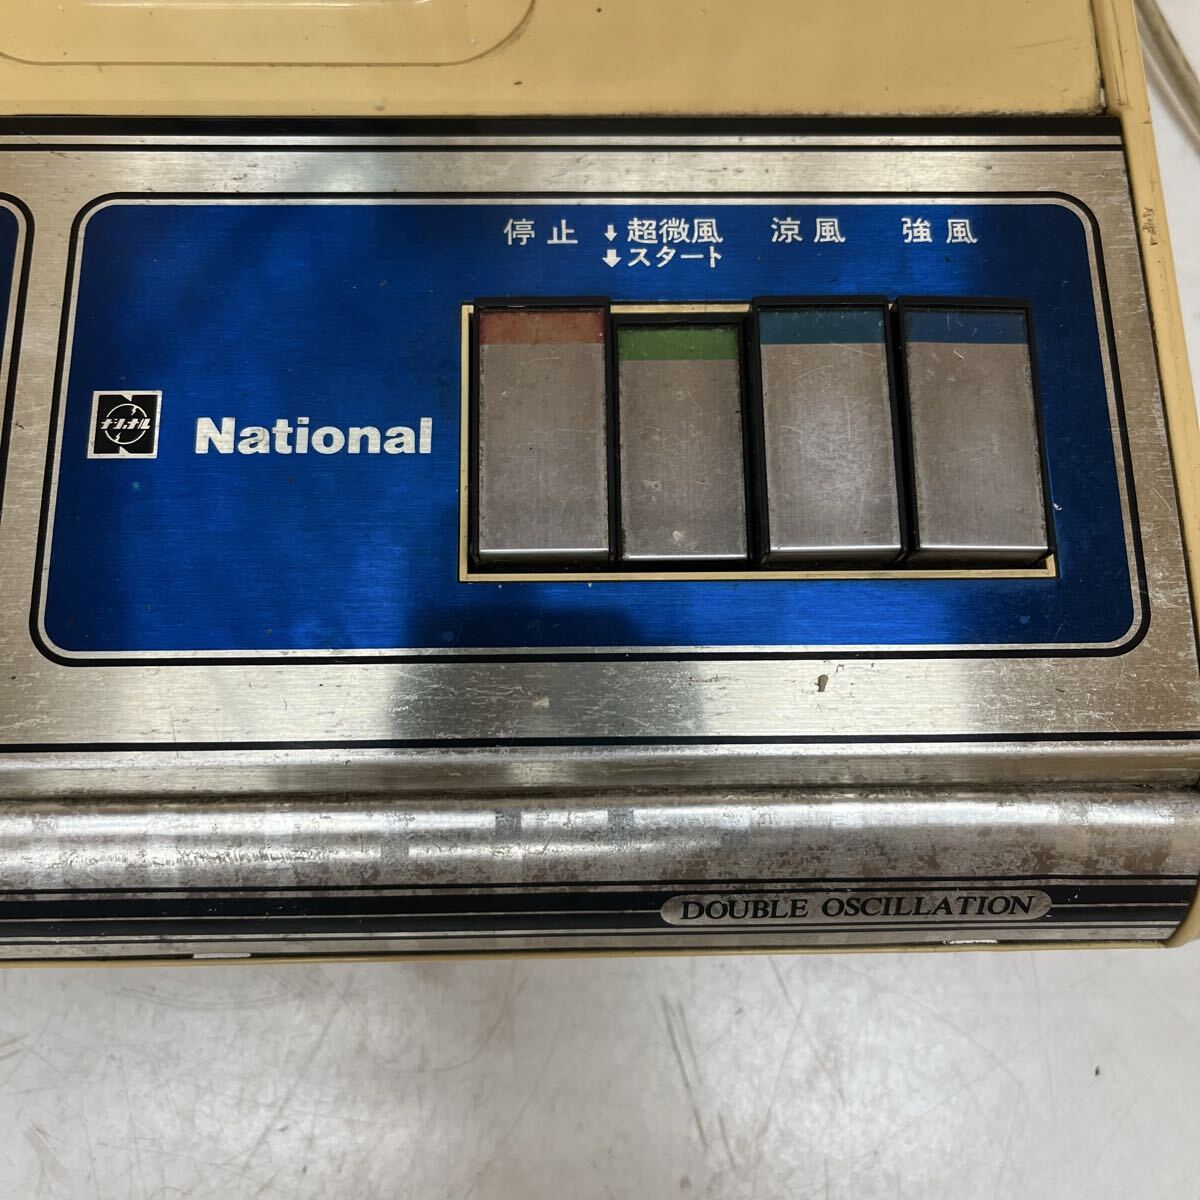 停止 ↓超微風 涼風 強風
↓スタート
ナショナル
National
DOUBLE OSCILLATION